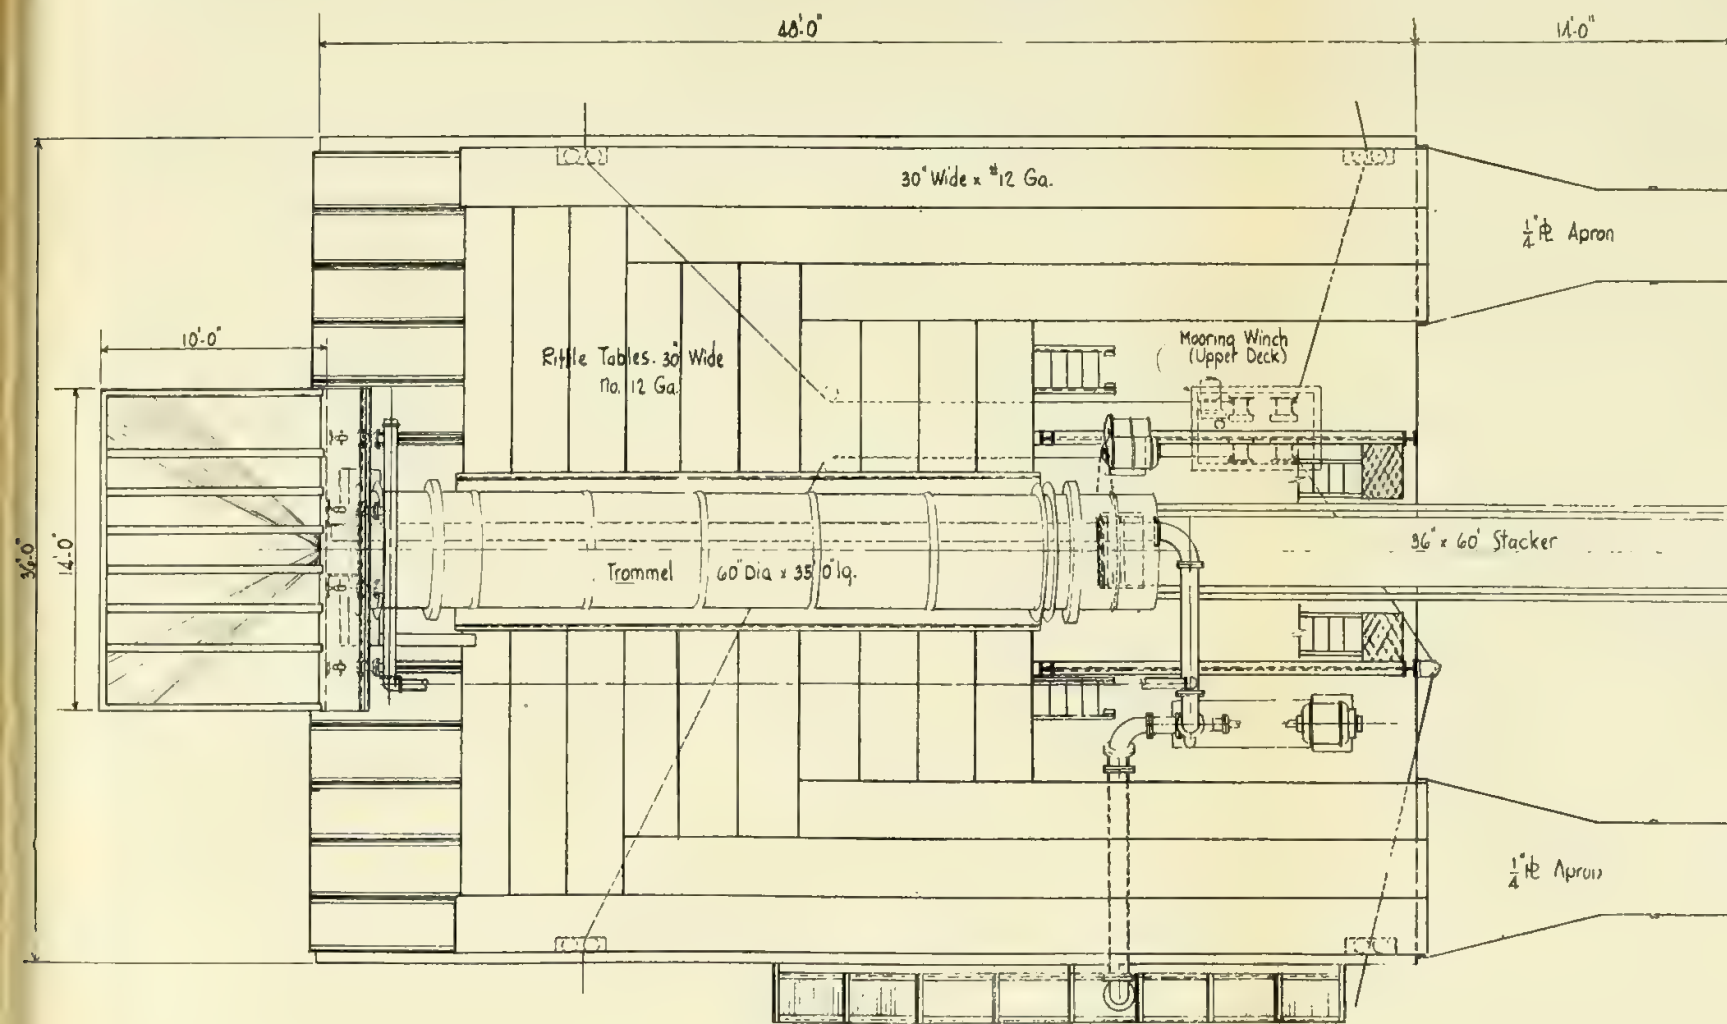 48'-0"
14'-0"
30" Wide x #12 Ga.
1/4" PL Apron
10'-0"
Riffle Tables. 30" Wide
no. 12 Ga.
Mooring Winch
(Upper Deck)
36'-0"
14'-0"
Trommel 60" Dia x 35'0" lg.
36" x 60' Stacker
1/4" PL Apron